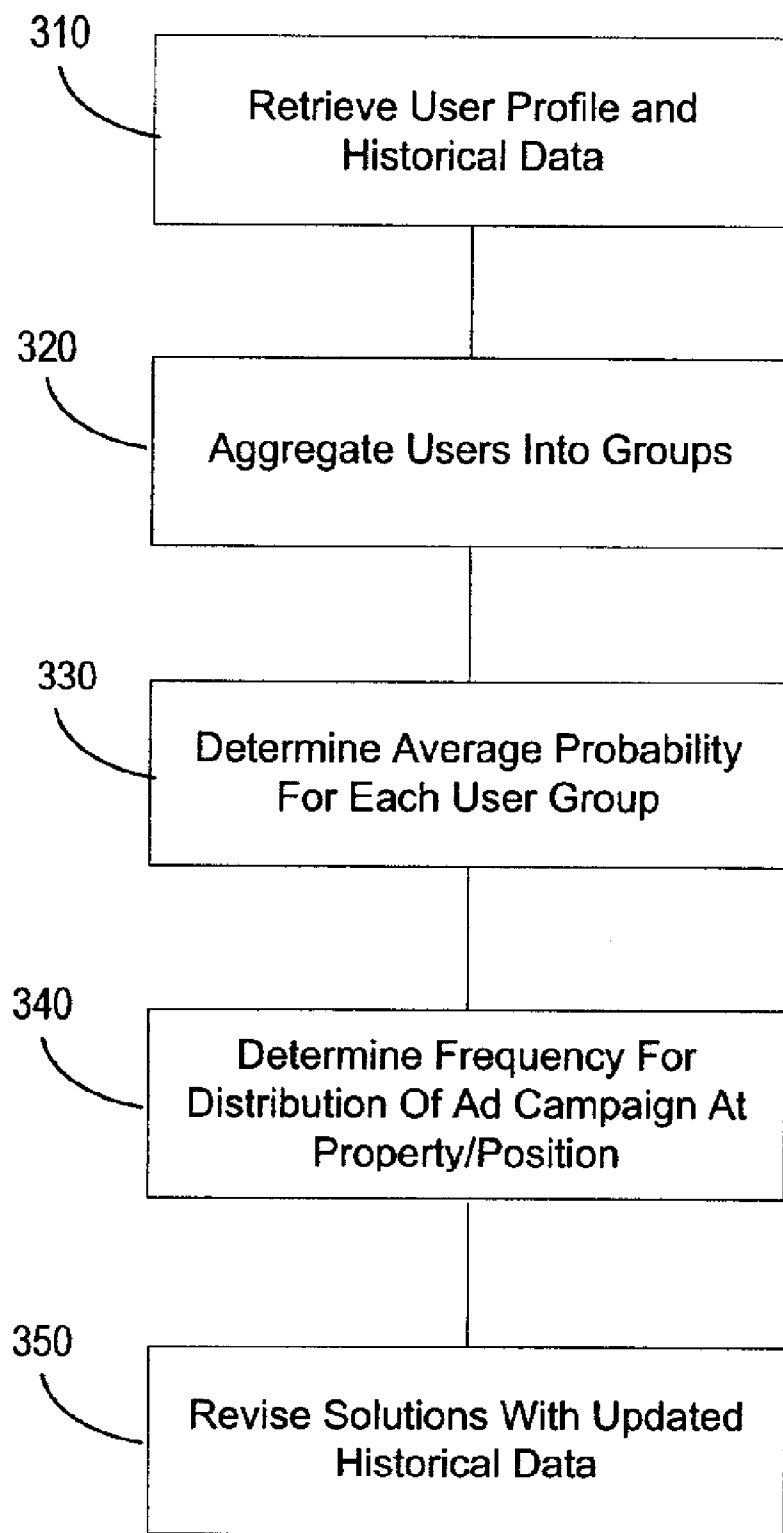 310
Retrieve User Profile and
Historical Data
320
Aggregate Users Into Groups
330
Determine Average Probability
For Each User Group
340
Determine Frequency For
Distribution Of Ad Campaign At
Property/Position
350
Revise Solutions With Updated
Historical Data